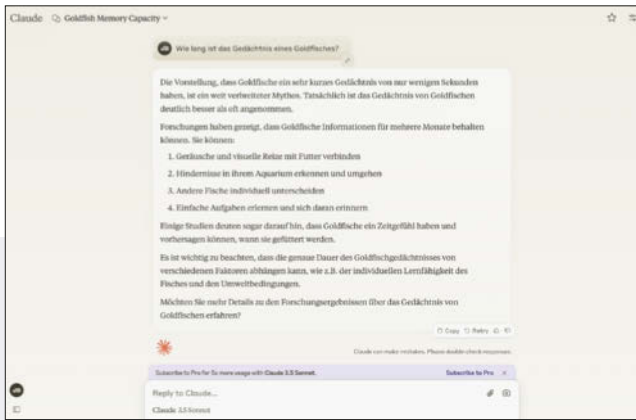 Claude
Goldfish Memory Capacity
Wie lang ist das Gedächtnis eines Goldfisches?
Die Vorstellung, dass Goldfische ein sehr kurzes Gedächtnis von nur wenigen Sekunden
haben, ist ein weit verbreiteter Mythos. Tatsächlich ist das Gedächtnis von Goldfischen
deutlich besser als oft angenommen.
Forschungen haben gezeigt, dass Goldfische Informationen für mehrere Monate behalten
können. Sie können:
1. Geräusche und visuelle Reize mit Futter verbinden
2. Hindernisse in ihrem Aquarium erkennen und umgehen
3. Andere Fische individuell unterscheiden
4. Einfache Aufgaben erlernen und sich daran erinnern
Einige Studien deuten sogar darauf hin, dass Goldfische ein Zeitgefühl haben und
vorhersagen können, wann sie gefüttert werden.
Es ist wichtig zu beachten, dass die genaue Dauer des Goldfischgedächtnisses von
verschiedenen Faktoren abhängen kann, wie z.B. der individuellen Lernfähigkeit des
Fisches und den Umweltbedingungen.
Möchten Sie mehr Details zu den Forschungsergebnissen über das Gedächtnis von
Goldfischen erfahren?
Copy Retry
Claude can make mistakes. Please double-check responses.
Subscribe to Pro for 5x more usage with Claude 3.5 Sonnet.
Subscribe to Pro
Reply to Claude...
Claude 3.5 Sonnet